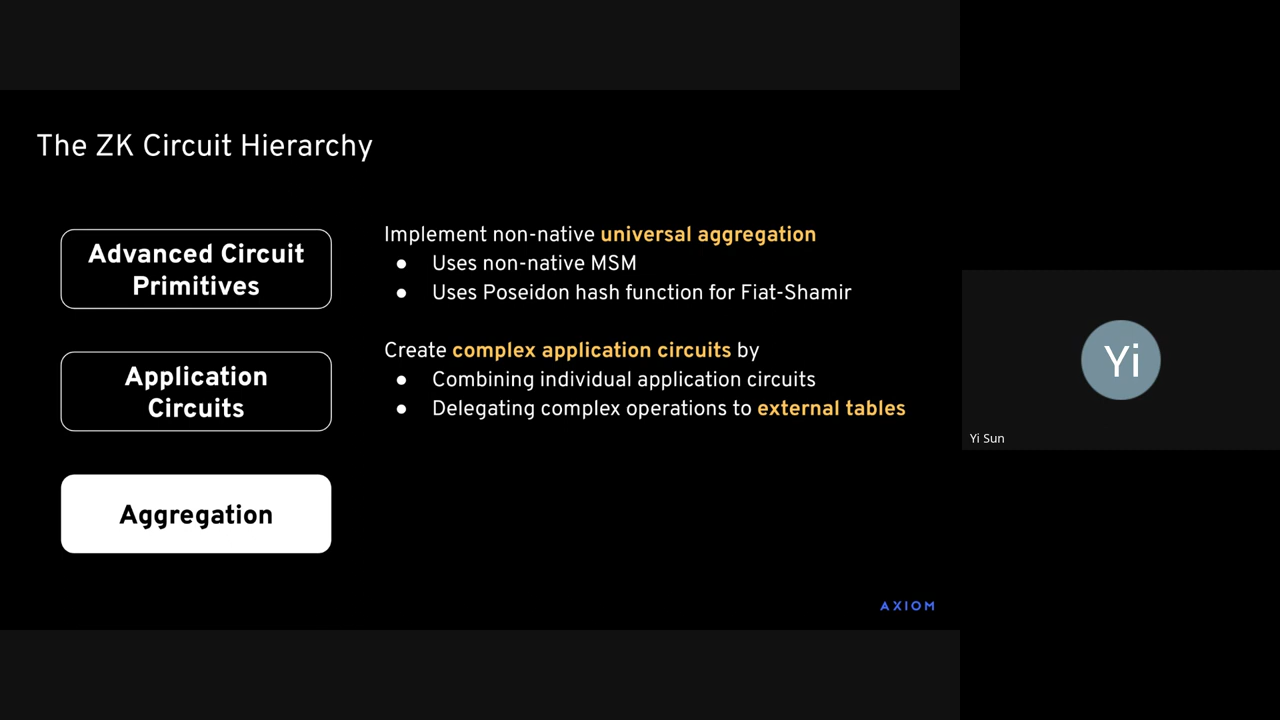 The ZK Circuit Hierarchy
Advanced Circuit
Primitives
Application
Circuits
Aggregation
Implement non-native universal aggregation
● Uses non-native MSM
● Uses Poseidon hash function for Fiat-Shamir
Create complex application circuits by
● Combining individual application circuits
● Delegating complex operations to external tables
AXIOM
Yi
Yi Sun